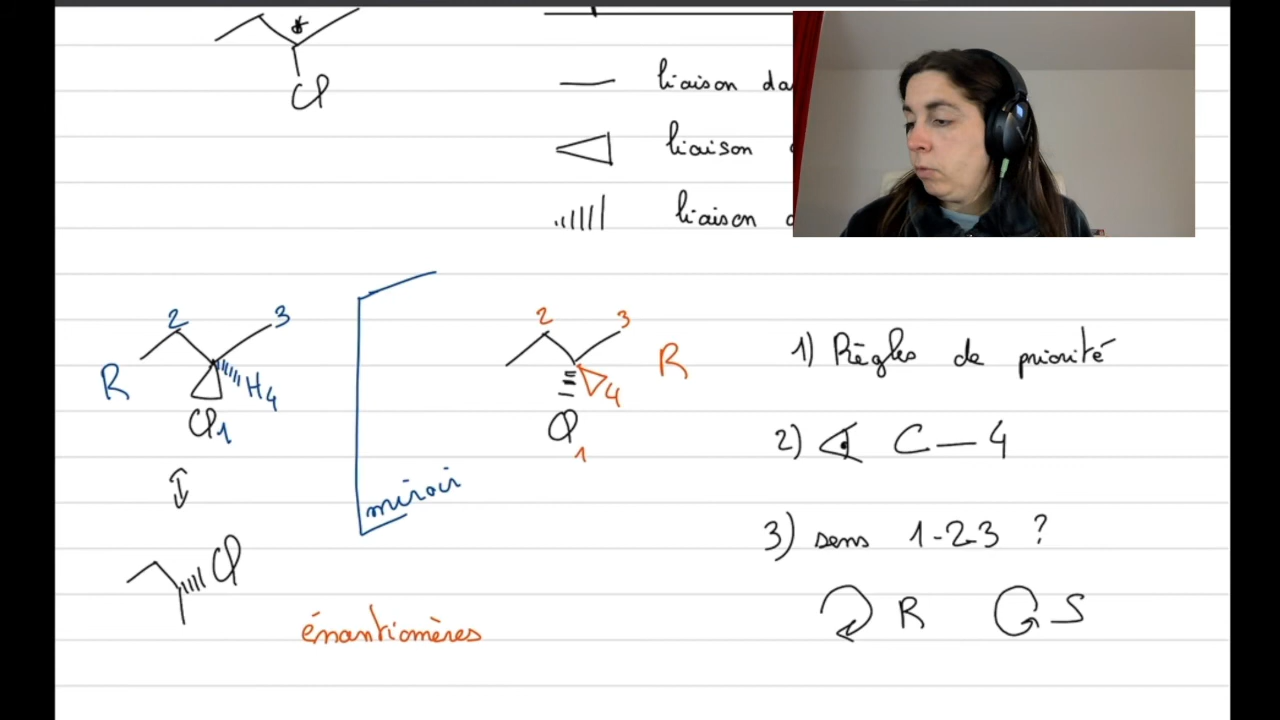 *
Cl
liaison
liaison
liaison
2 3
R
H4
Cl1
miroir
2 3
R
4
Cl
1
Cl
énantiomères
1) Règles de priorité
2) C—4
3) sens 1-2-3 ?
R S